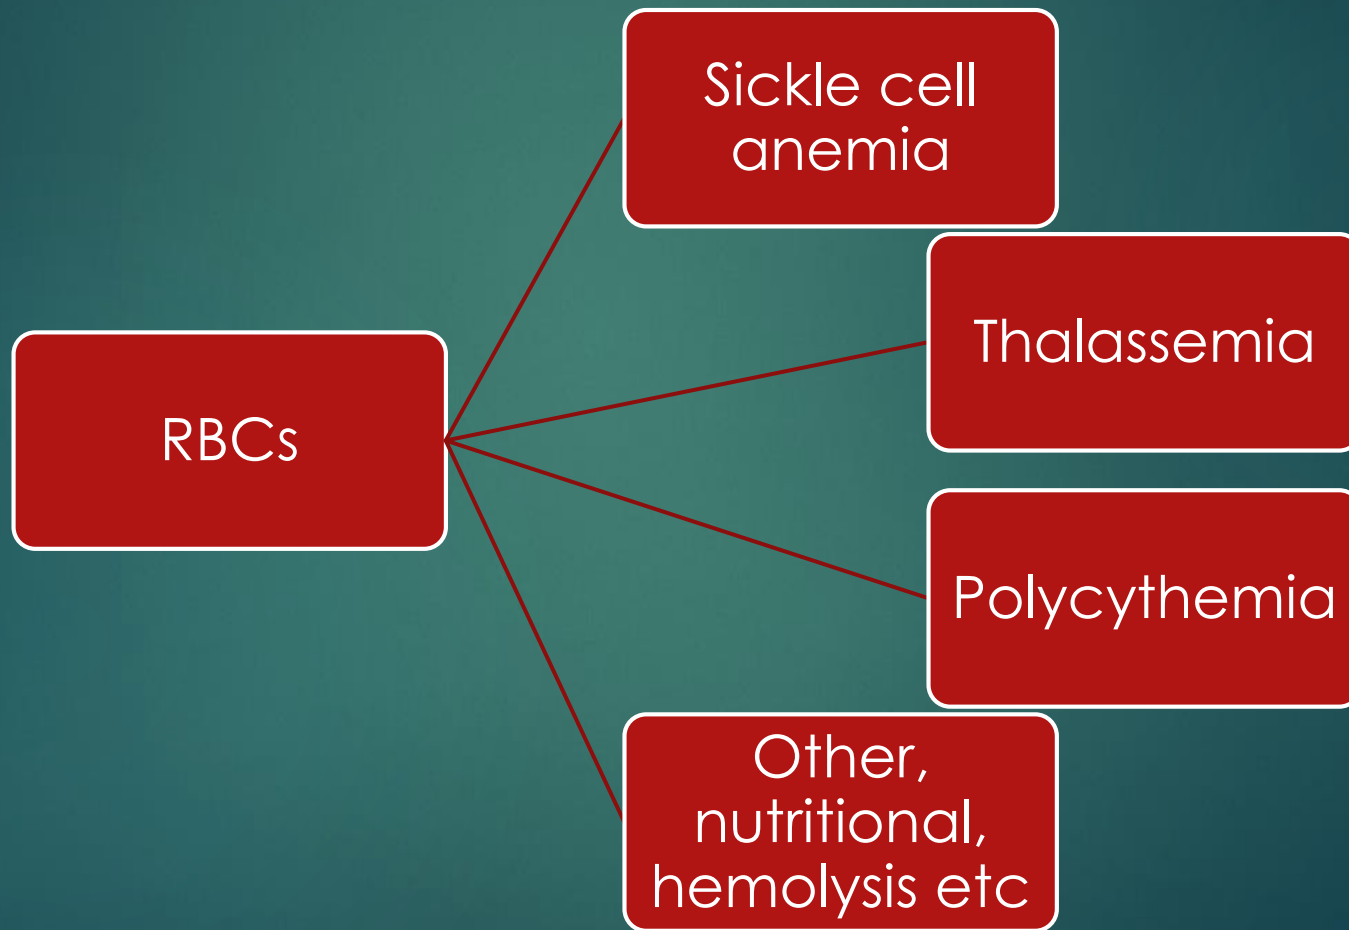 Sickle cell
anemia
Thalassemia
RBCs
Polycythemia
Other,
nutritional,
hemolysis etc